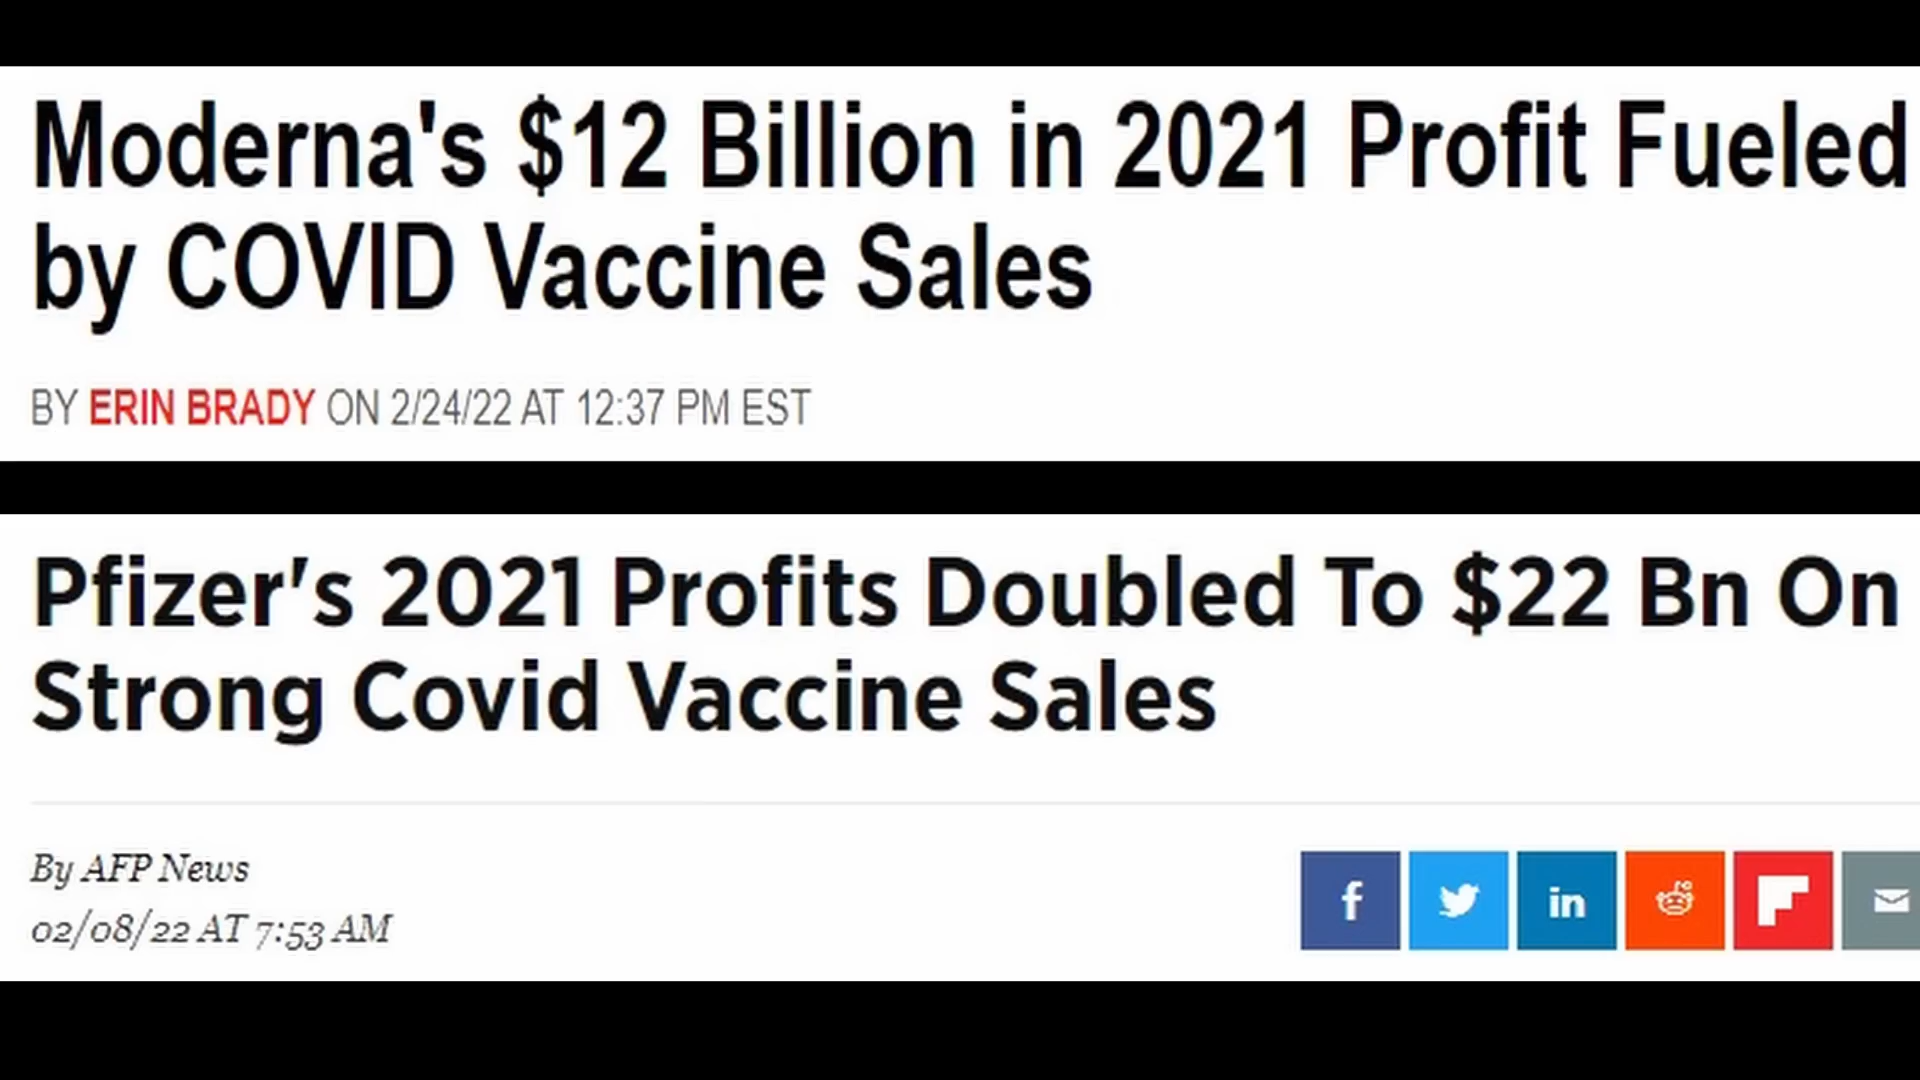 Moderna's $12 Billion in 2021 Profit Fueled
by COVID Vaccine Sales
BY ERIN BRADY ON 2/24/22 AT 12:37 PM EST
Pfizer's 2021 Profits Doubled To $22 Bn On
Strong Covid Vaccine Sales
By AFP News
02/08/22 AT 7:53 AM
f
in